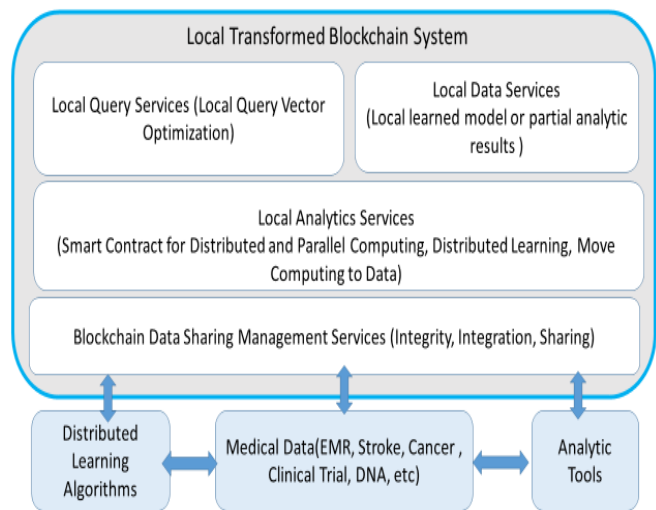 Local Transformed Blockchain System
Local Query Services (Local Query Vector
Optimization)
Local Data Services
(Local learned model or partial analytic
results )
Local Analytics Services
(Smart Contract for Distributed and Parallel Computing, Distributed Learning, Move
Computing to Data)
Blockchain Data Sharing Management Services (Integrity, Integration, Sharing)
Distributed
Learning
Algorithms
Medical Data(EMR, Stroke, Cancer ,
Clinical Trial, DNA, etc)
Analytic
Tools